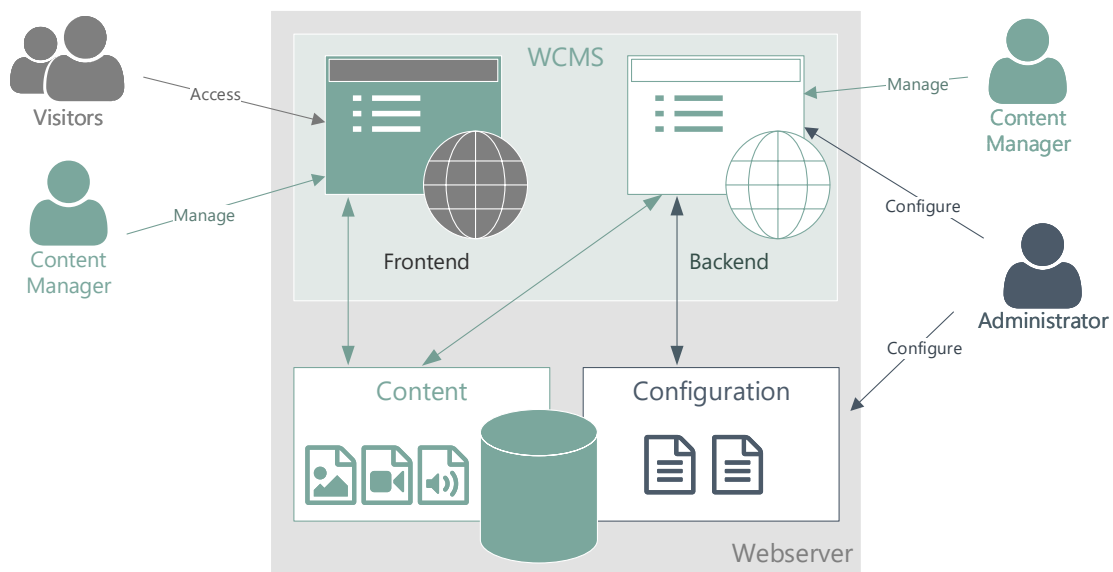 WCMS
Visitors
Access
Content
Manager
Manage
Frontend
Backend
Manage
Content
Manager
Configure
Administrator
Configure
Content
Configuration
Webserver